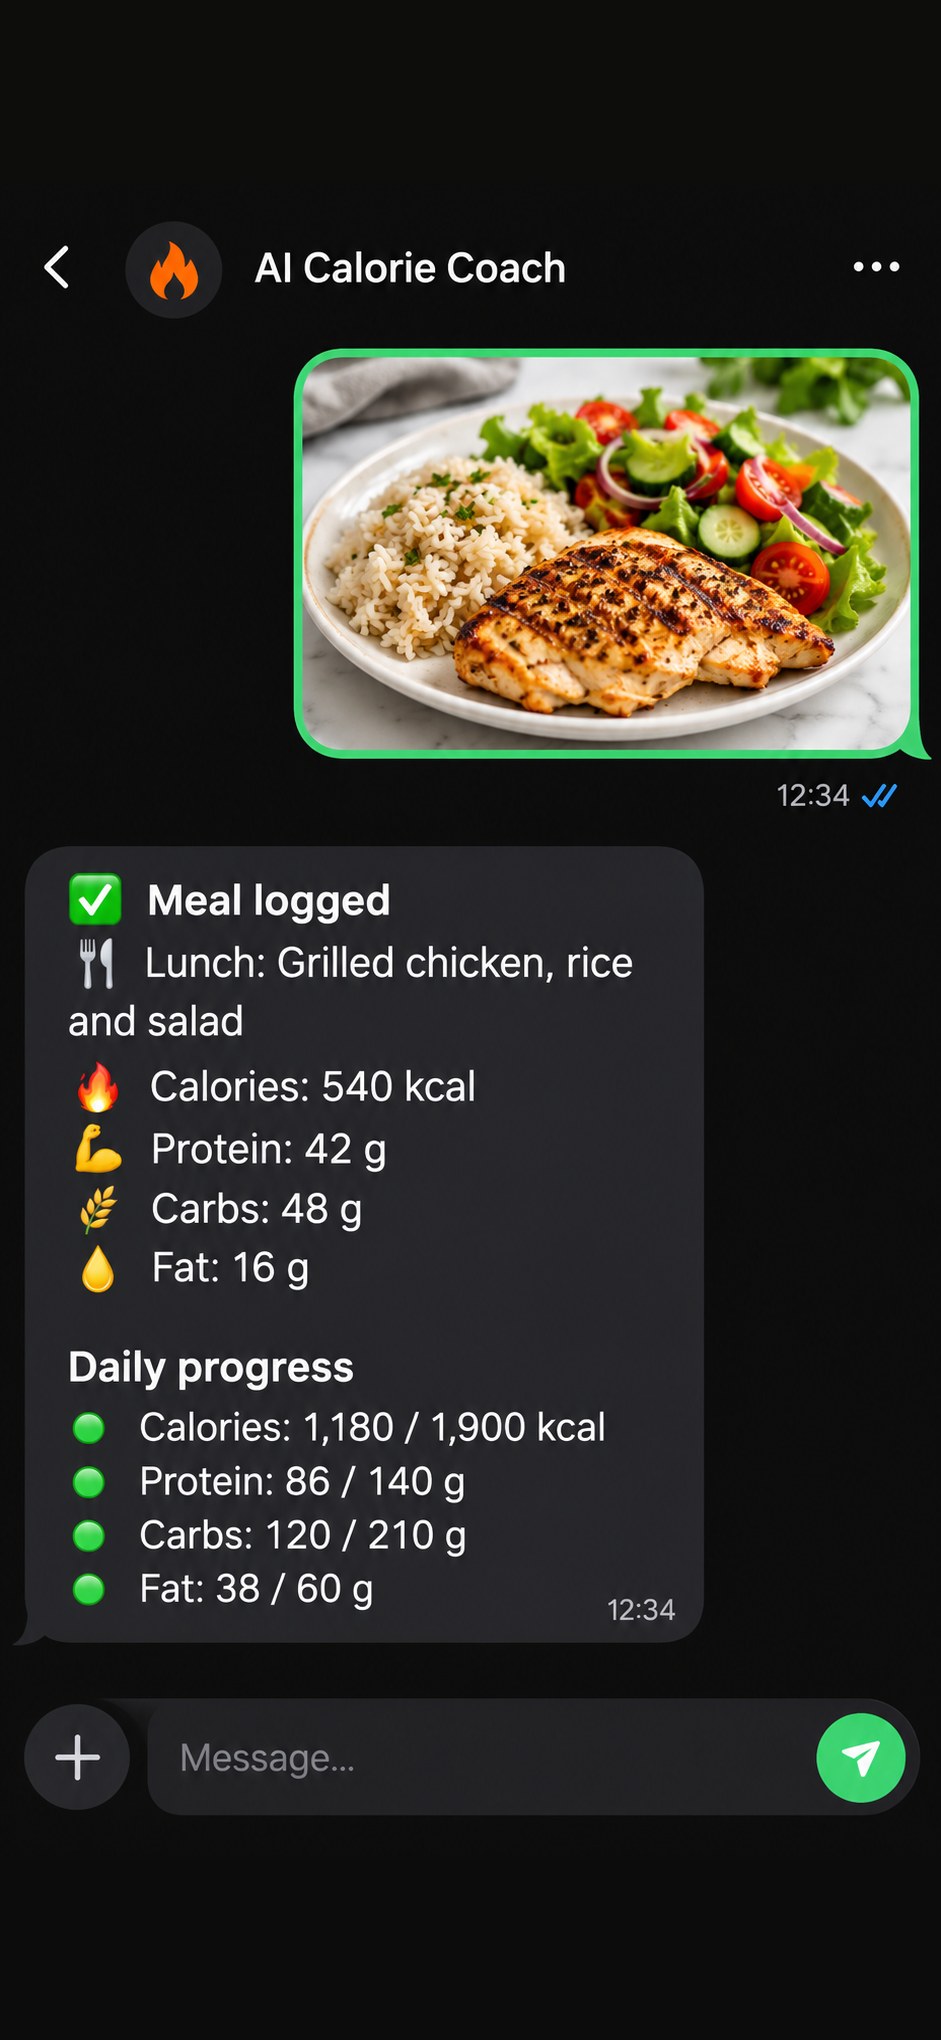 AI Calorie Coach
12:34
✅ Meal logged
🍴 Lunch: Grilled chicken, rice
and salad
🔥 Calories: 540 kcal
💪 Protein: 42 g
🌾 Carbs: 48 g
💧 Fat: 16 g
Daily progress
🟢 Calories: 1,180 / 1,900 kcal
🟢 Protein: 86 / 140 g
🟢 Carbs: 120 / 210 g
🟢 Fat: 38 / 60 g
12:34
Message...